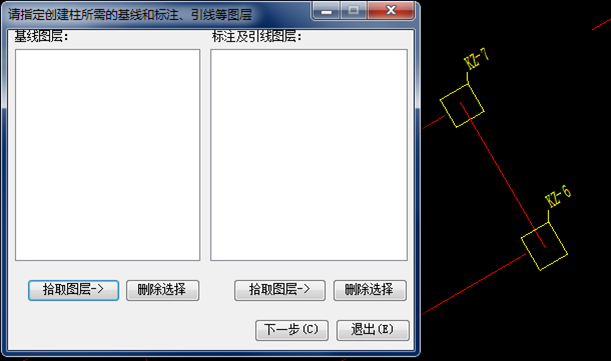 请指定创建柱所需的基线和标注、引线等图层
基线图层：
标注及引线图层：
拾取图层->
删除选择
拾取图层->
删除选择
下一步(C)
退出(E)
KZ-7
KZ-6